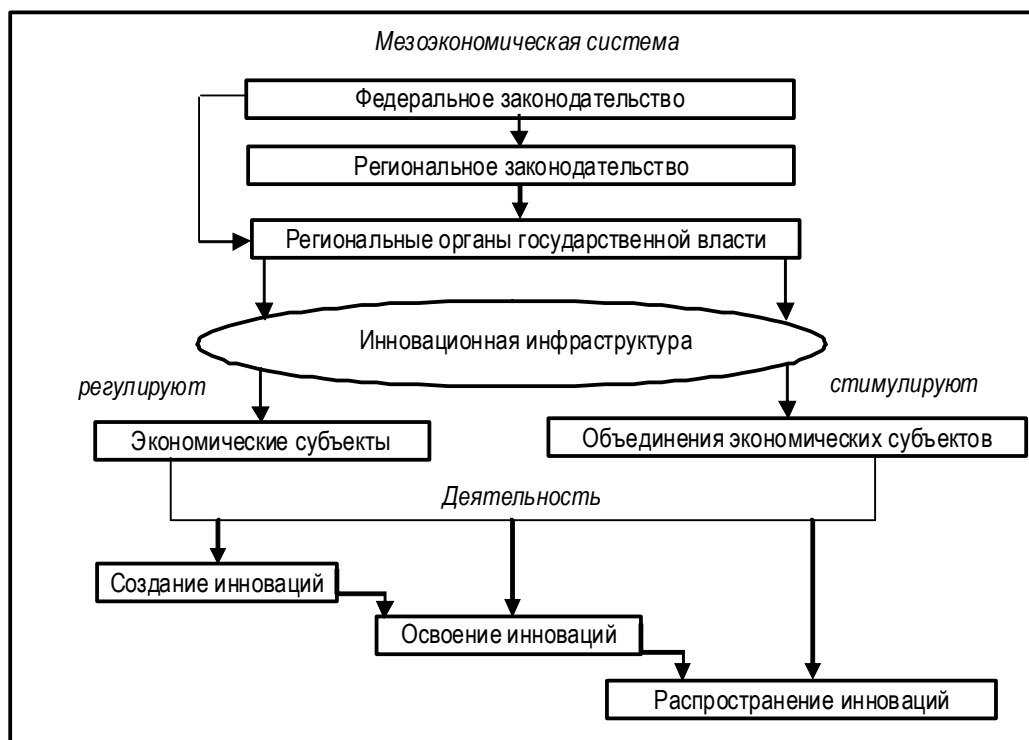 Мезоэкономическая система
Федеральное законодательство
Региональное законодательство
Региональные органы государственной власти
Инновационная инфраструктура
регулируют
стимулируют
Экономические субъекты
Объединения экономических субъектов
Деятельность
Создание инноваций
Освоение инноваций
Распространение инноваций